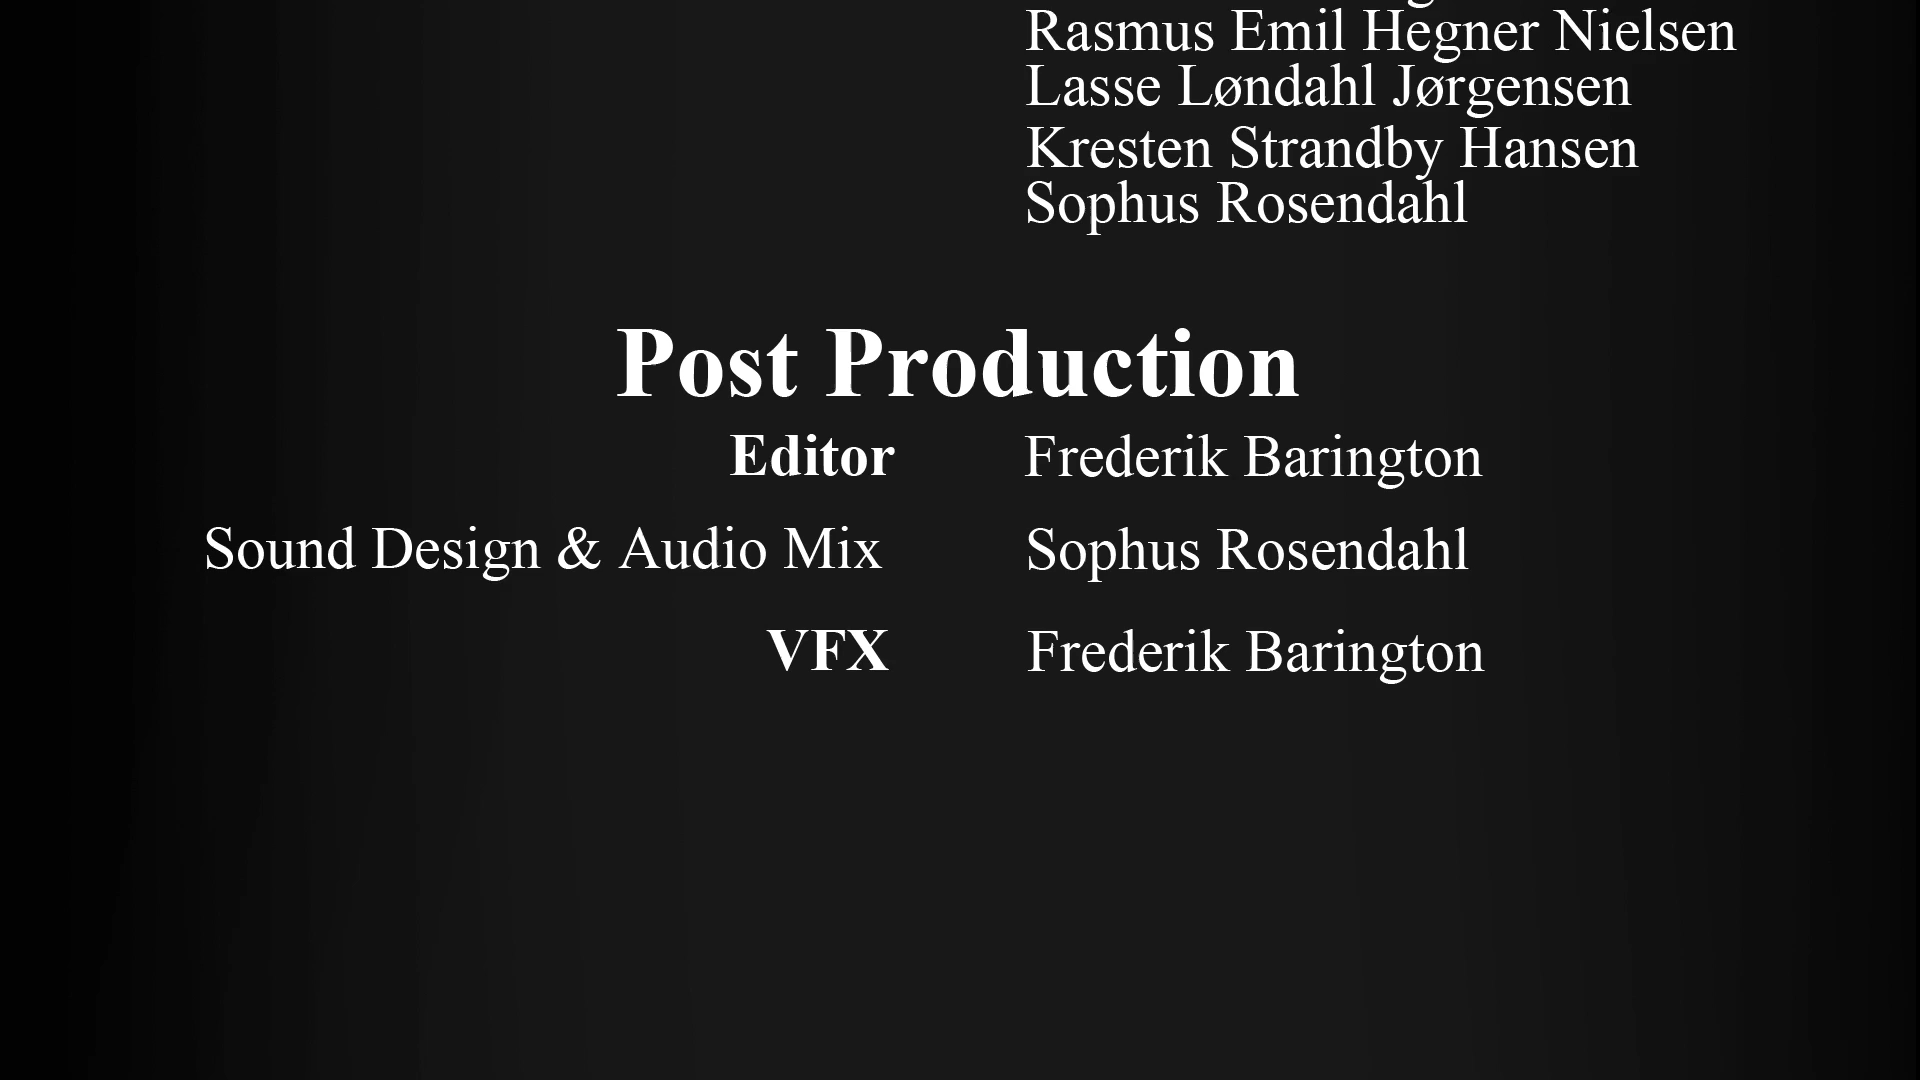 Rasmus Emil Hegner Nielsen
Lasse Løndahl Jørgensen
Kresten Strandby Hansen
Sophus Rosendahl
Post Production
Editor Frederik Barington
Sound Design & Audio Mix Sophus Rosendahl
VFX Frederik Barington